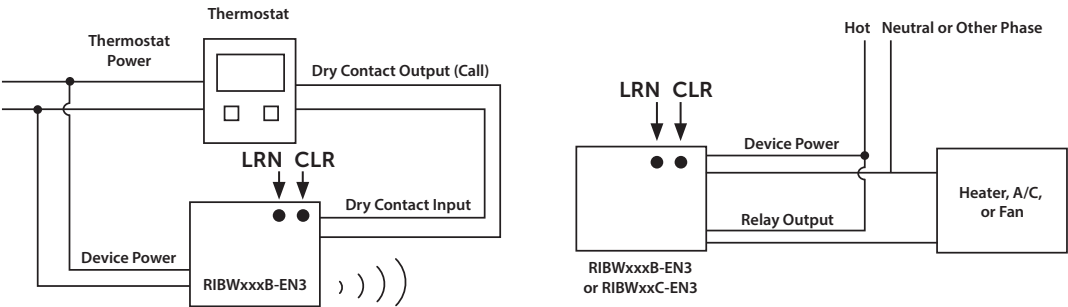 Thermostat
Thermostat
Power
Dry Contact Output (Call)
LRN CLR
Dry Contact Input
Device Power
RIBWxxxB-EN3
Hot Neutral or Other Phase
LRN CLR
Device Power
Heater, A/C,
or Fan
Relay Output
RIBWxxxB-EN3
or RIBWxxC-EN3